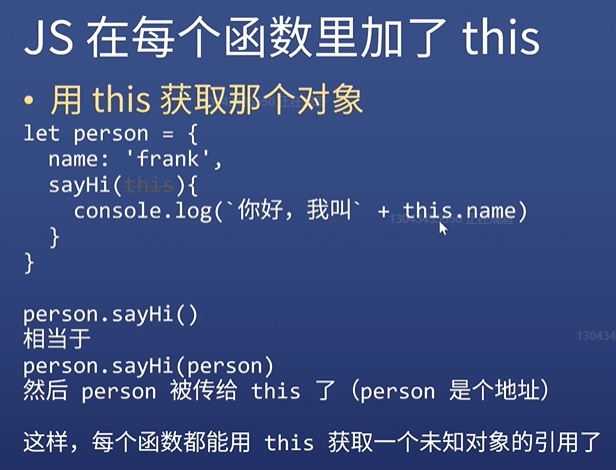 JS 在每个函数里加了 this
• 用 this 获取那个对象
let person = {
  name: 'frank',
  sayHi(this){
    console.log(`你好，我叫` + this.name)
  }
}
person.sayHi()
相当于
person.sayHi(person)
然后 person 被传给 this 了（person 是个地址）
这样，每个函数都能用 this 获取一个未知对象的引用了